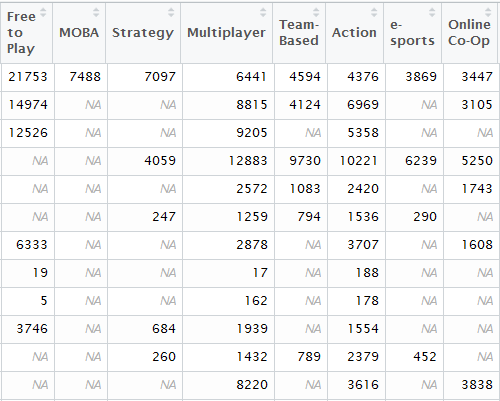 Free to Play MOBA Strategy Multiplayer Team-Based Action e-sports Online Co-Op
21753 7488 7097 6441 4594 4376 3869 3447
14974 NA NA 8815 4124 6969 NA 3105
12526 NA NA 9205 NA 5358 NA NA
NA NA 4059 12883 9730 10221 6239 5250
NA NA NA 2572 1083 2420 NA 1743
NA NA 247 1259 794 1536 290 NA
6333 NA NA 2878 NA 3707 NA 1608
19 NA NA 17 NA 188 NA NA
5 NA NA 162 NA 178 NA NA
3746 NA 684 1939 NA 1554 NA NA
NA NA 260 1432 789 2379 452 NA
NA NA NA 8220 NA 3616 NA 3838